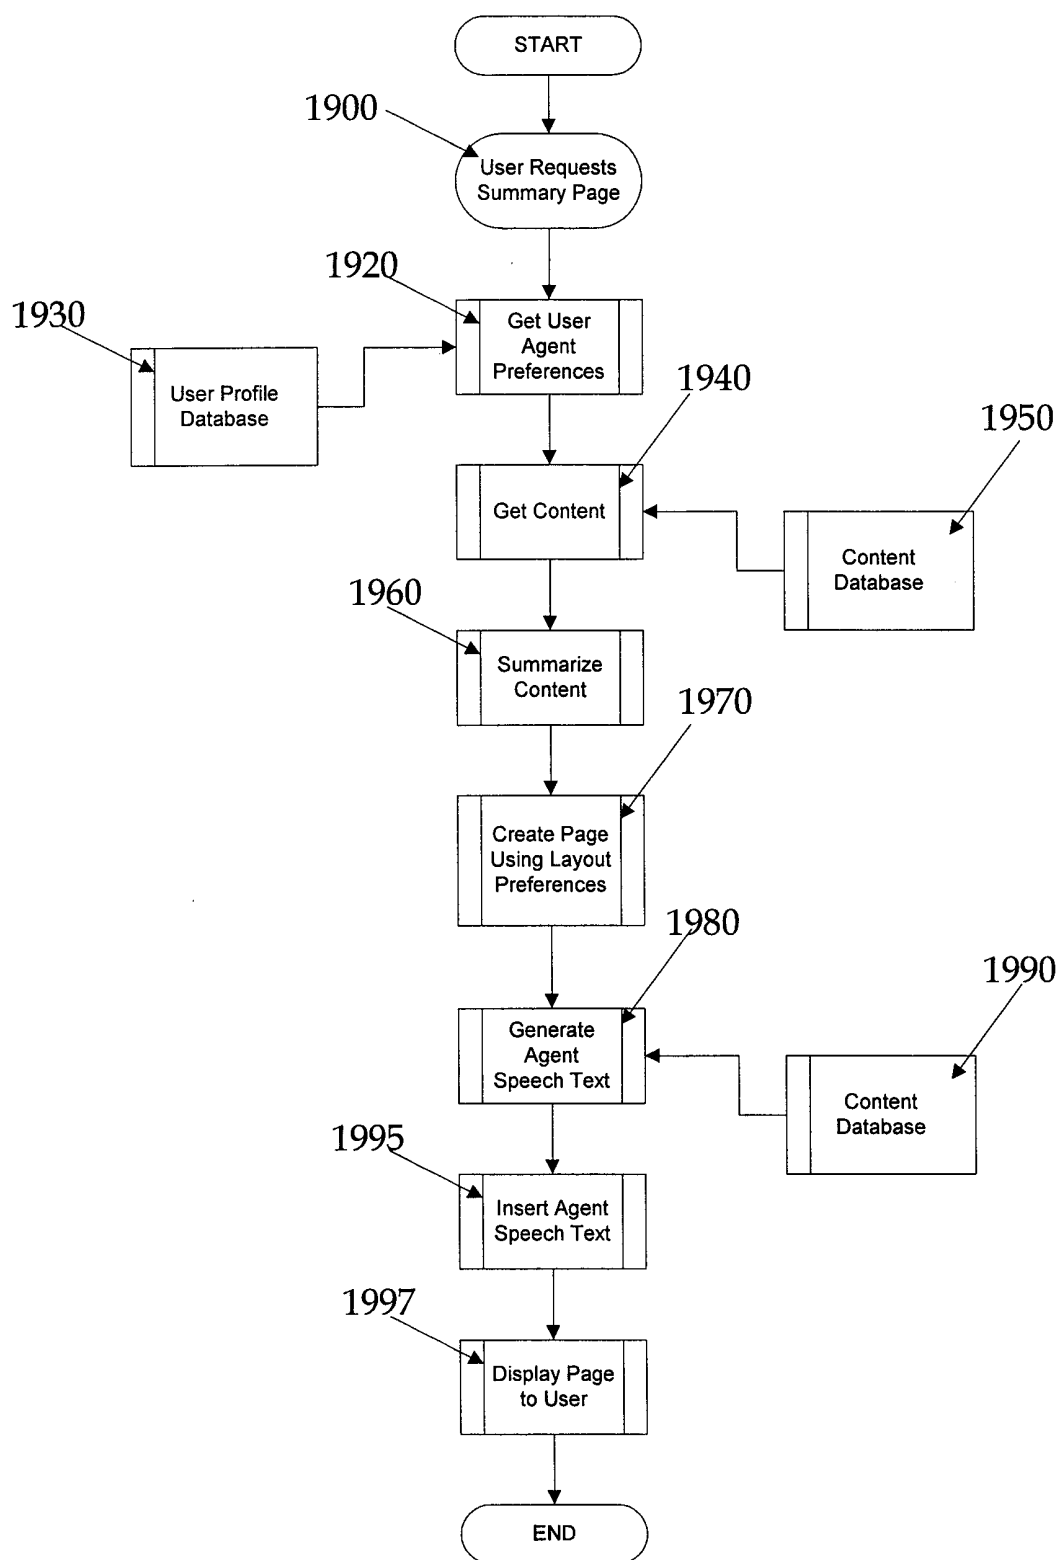 START
1900
User Requests
Summary Page
1920
Get User
Agent
Preferences
1930
User Profile
Database
1940
Get Content
1950
Content
Database
1960
Summarize
Content
1970
Create Page
Using Layout
Preferences
1980
Generate
Agent
Speech Text
1990
Content
Database
1995
Insert Agent
Speech Text
1997
Display Page
to User
END